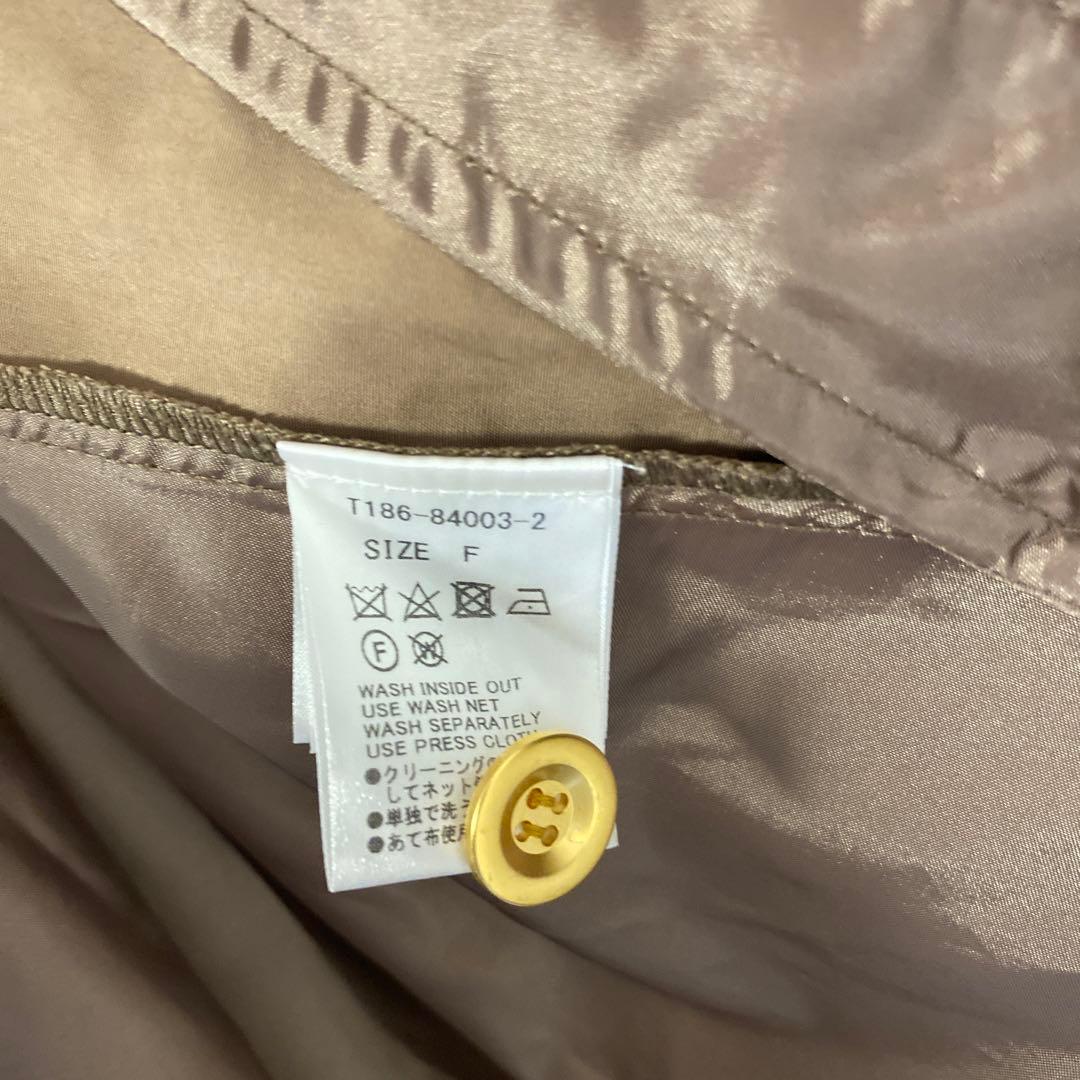 T186-84003-2
SIZE F
F W
WASH INSIDE OUT
USE WASH NET
WASH SEPARATELY
USE PRESS
●クリーニング
してネット
●単独で洗
●あて布使用